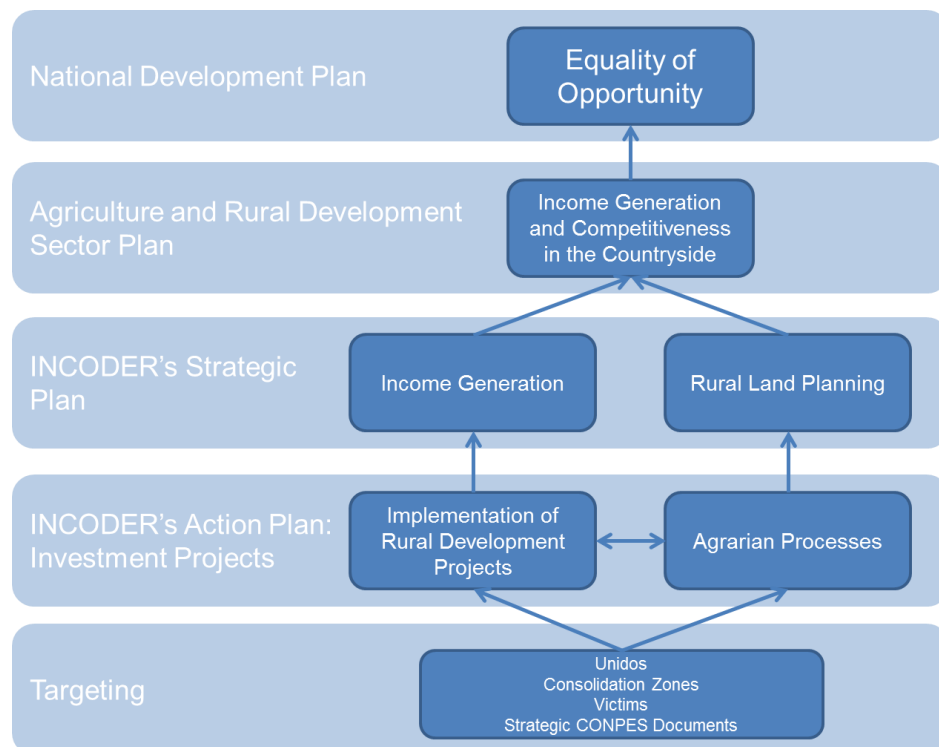 National Development Plan
Equality of
Opportunity
Agriculture and Rural Development
Sector Plan
Income Generation
and Competitiveness
in the Countryside
INCODER's Strategic
Plan
Income Generation
Rural Land Planning
INCODER's Action Plan:
Investment Projects
Implementation of
Rural Development
Projects
Agrarian Processes
Targeting
Unidos
Consolidation Zones
Victims
Strategic CONPES Documents